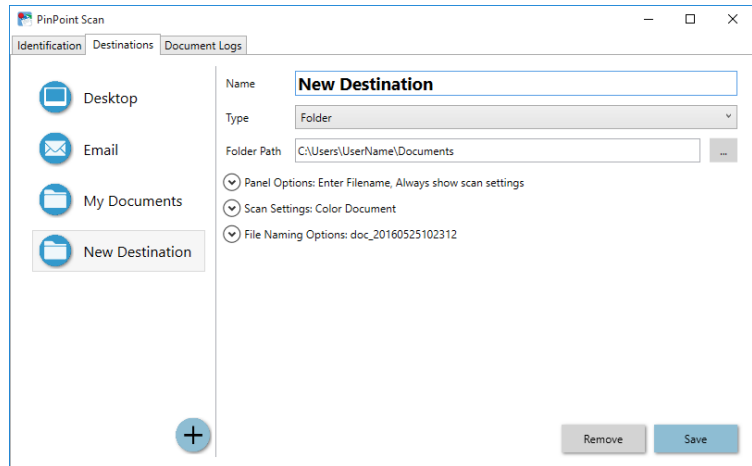 PinPoint Scan
Identification Destinations Document Logs
Desktop
Email
My Documents
New Destination
Name New Destination
Type Folder
Folder Path C:\Users\UserName\Documents ...
Panel Options: Enter Filename, Always show scan settings
Scan Settings: Color Document
File Naming Options: doc_20160525102312
Remove Save